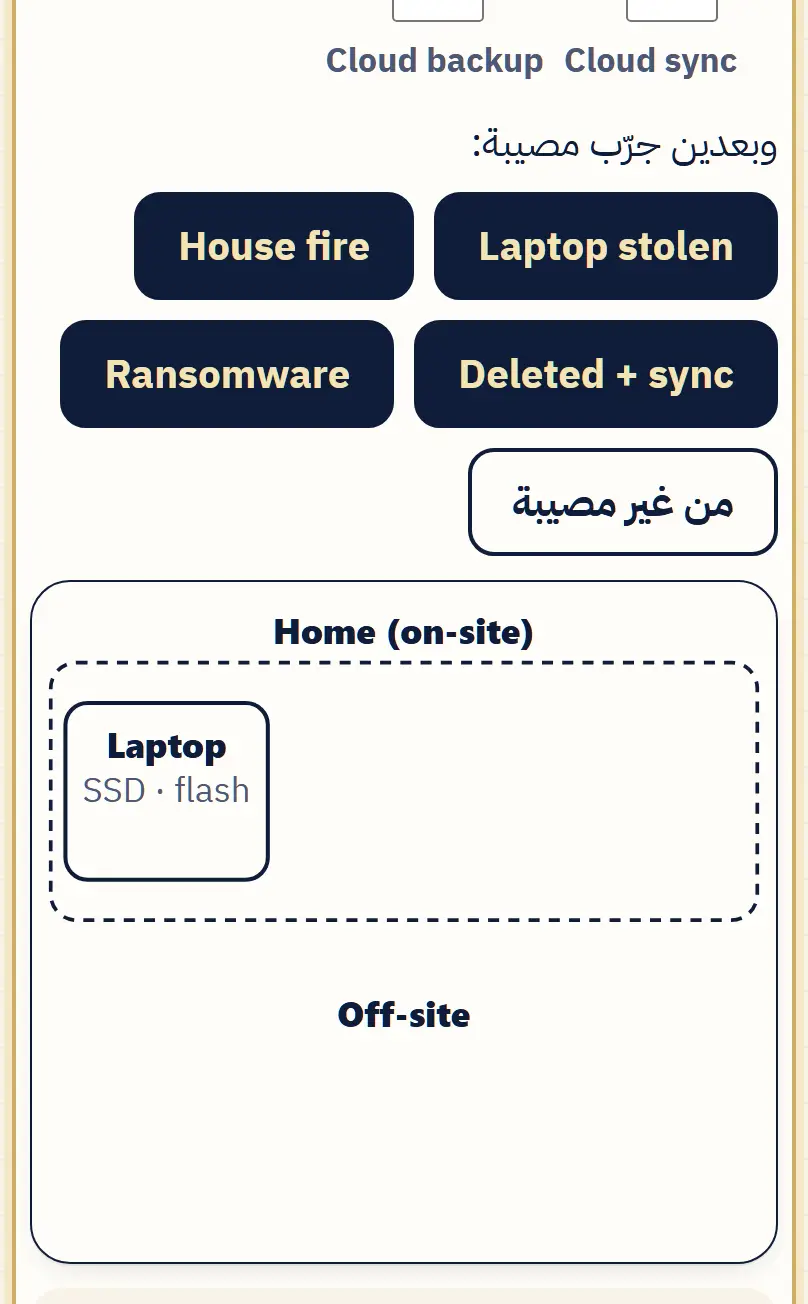 Cloud backup Cloud sync
وبعدين جرّب مصيبة:
Laptop stolen House fire
Deleted + sync Ransomware
من غير مصيبة
Home (on-site)
Laptop
SSD · flash
Off-site